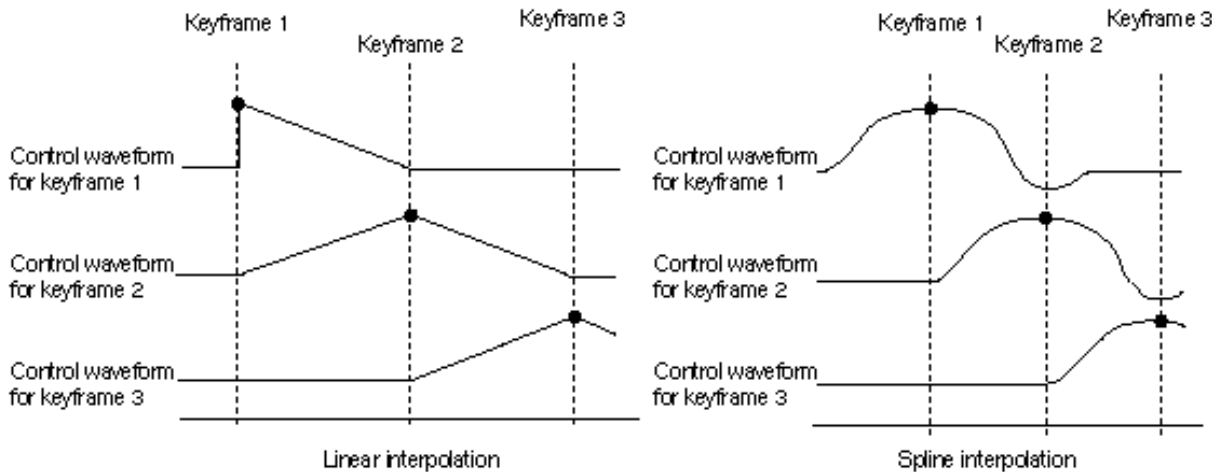 Keyframe 1
Keyframe 2
Keyframe 3
Control waveform
for keyframe 1
Control waveform
for keyframe 2
Control waveform
for keyframe 3
Linear interpolation
Keyframe 1
Keyframe 2
Keyframe 3
Control waveform
for keyframe 1
Control waveform
for keyframe 2
Control waveform
for keyframe 3
Spline interpolation